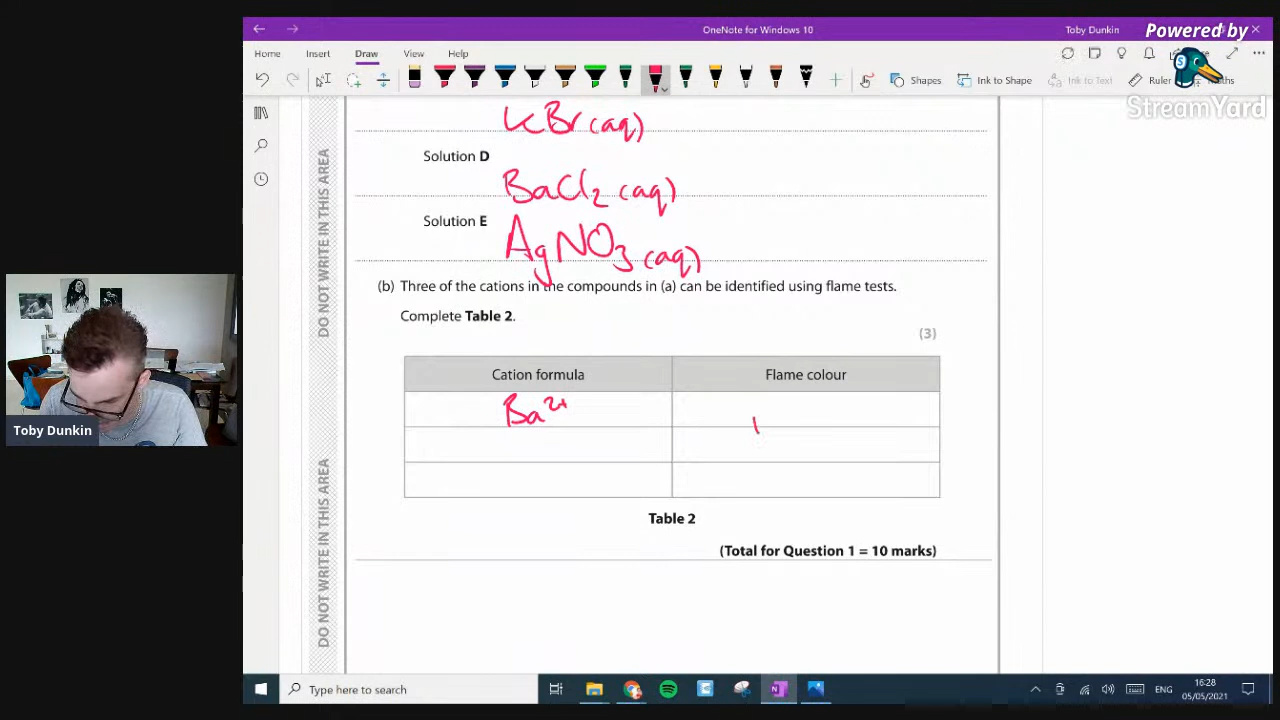 OneNote for Windows 10
Toby Dunkin
Powered by
StreamYard
Home Insert Draw View Help
Shapes
Ink to Shape
Ink to Text
Ruler
KBr (aq)
Solution D
BaCl2 (aq)
Solution E
AgNO3 (aq)
(b) Three of the cations in the compounds in (a) can be identified using flame tests.
Complete Table 2.
(3)
Cation formula Flame colour
Ba2+
Table 2
(Total for Question 1 = 10 marks)
DO NOT WRITE IN THIS AREA
DO NOT WRITE IN THIS AREA
Toby Dunkin
Type here to search
ENG
16:28
05/05/2021